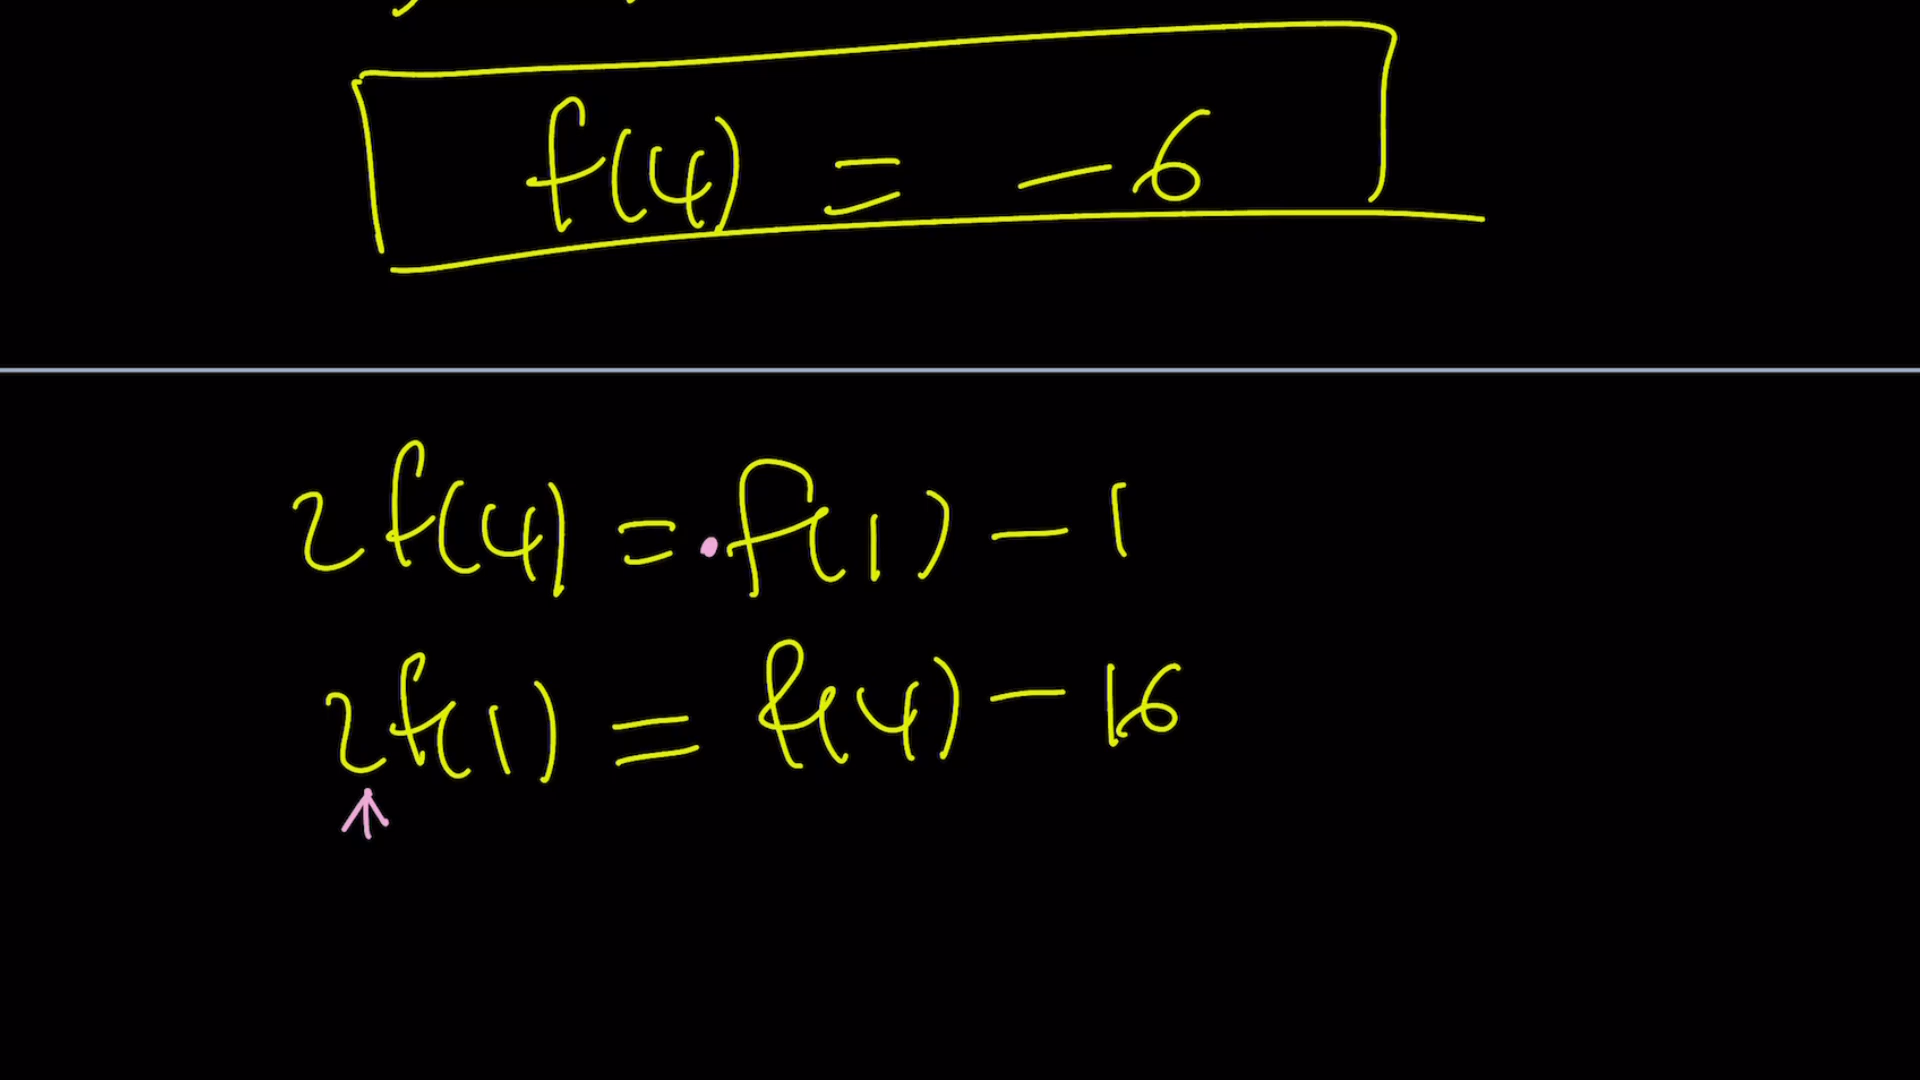 f(4) = -6
2f(4) = f(1) - 1
2f(1) = f(4) - 16